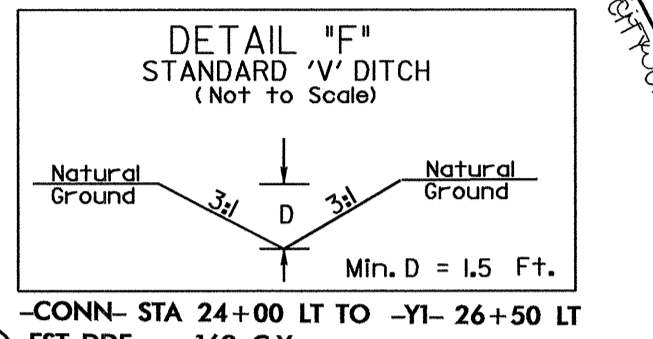 DETAIL "F"
STANDARD 'V' DITCH
(Not to Scale)
Natural
Ground
3:1
D
3:1
Natural
Ground
Min. D = 1.5 Ft.
-CONN- STA 24+00 LT TO -Y1- 26+50 LT